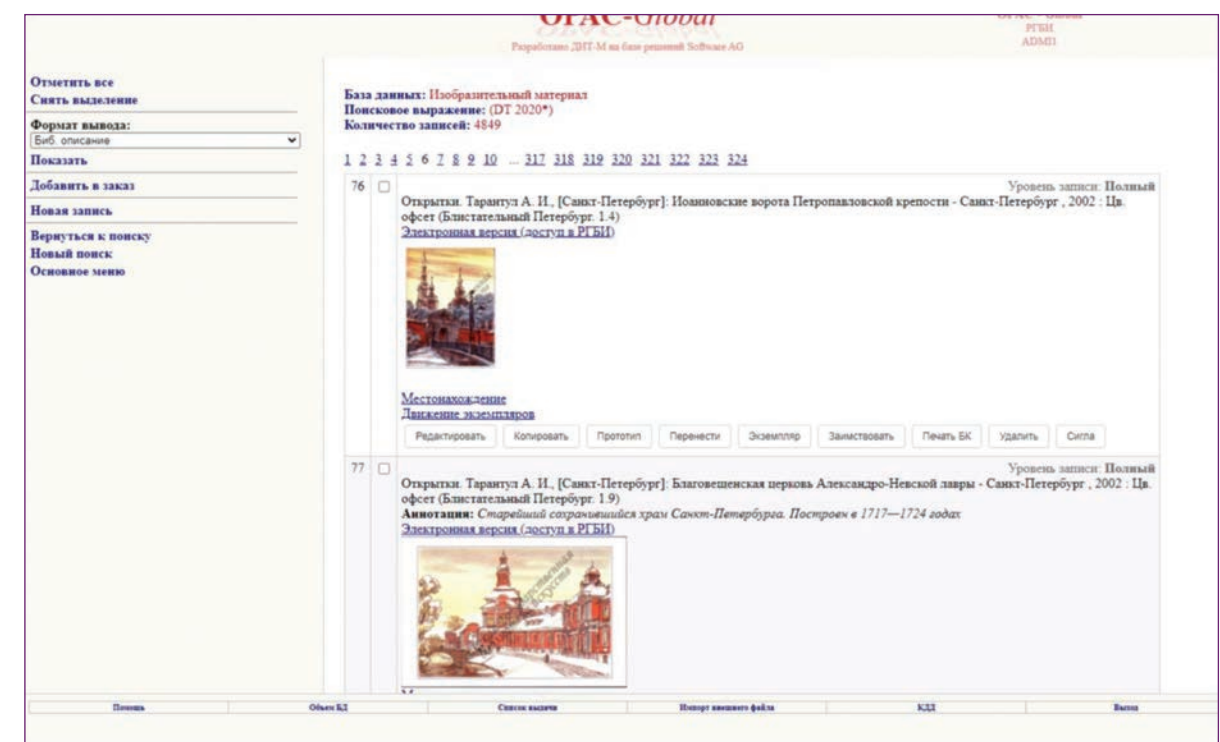 OPAC-Global
Разработано ДИТ-М на базе решений Software AG
OPAC - Global
РГБИ
ADMI1
Отметить все
Снять выделение
Формат вывода:
Биб. описание
Показать
Добавить в заказ
Новая запись
Вернуться к поиску
Новый поиск
Основное меню
База данных: Изобразительный материал
Поисковое выражение: (DT 2020*)
Количество записей: 4849
1 2 3 4 5 6 7 8 9 10 ... 317 318 319 320 321 322 323 324
76
Уровень записи: Полный
Открытки. Тарантул А. И., [Санкт-Петербург]: Иоанновские ворота Петропавловской крепости - Санкт-Петербург , 2002 : Цв.
офсет (Блистательный Петербург. 1.4)
Электронная версия (доступ в РГБИ)
Местонахождение
Движение экземпляров
Редактировать Копировать Прототип Перенести Экземпляр Заимствовать Печать БК Удалить Сигла
77
Уровень записи: Полный
Открытки. Тарантул А. И., [Санкт-Петербург]: Благовещенская церковь Александро-Невской лавры - Санкт-Петербург , 2002 : Цв.
офсет (Блистательный Петербург. 1.9)
Аннотация: Старейший сохранившийся храм Санкт-Петербурга. Построен в 1717—1724 годах
Электронная версия (доступ в РГБИ)
Помощь Объем БД Список выдачи Импорт внешнего файла КДД Выход